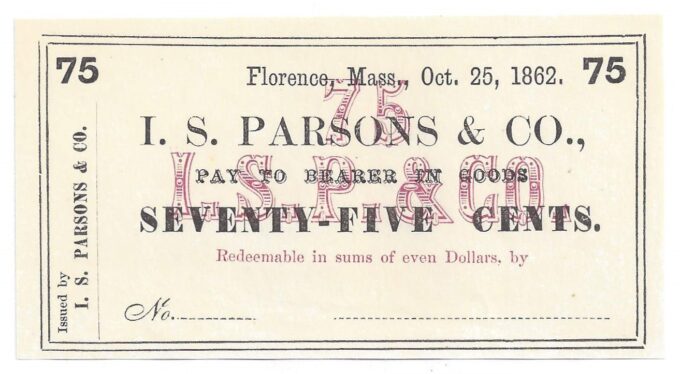 75
Florence, Mass., Oct. 25, 1862.
75
75
I. S. PARSONS & CO.,
I.S.P. & CO.
PAY TO BEARER IN GOODS
SEVENTY-FIVE CENTS.
Redeemable in sums of even Dollars, by
No.
Issued by
I. S. PARSONS & CO.